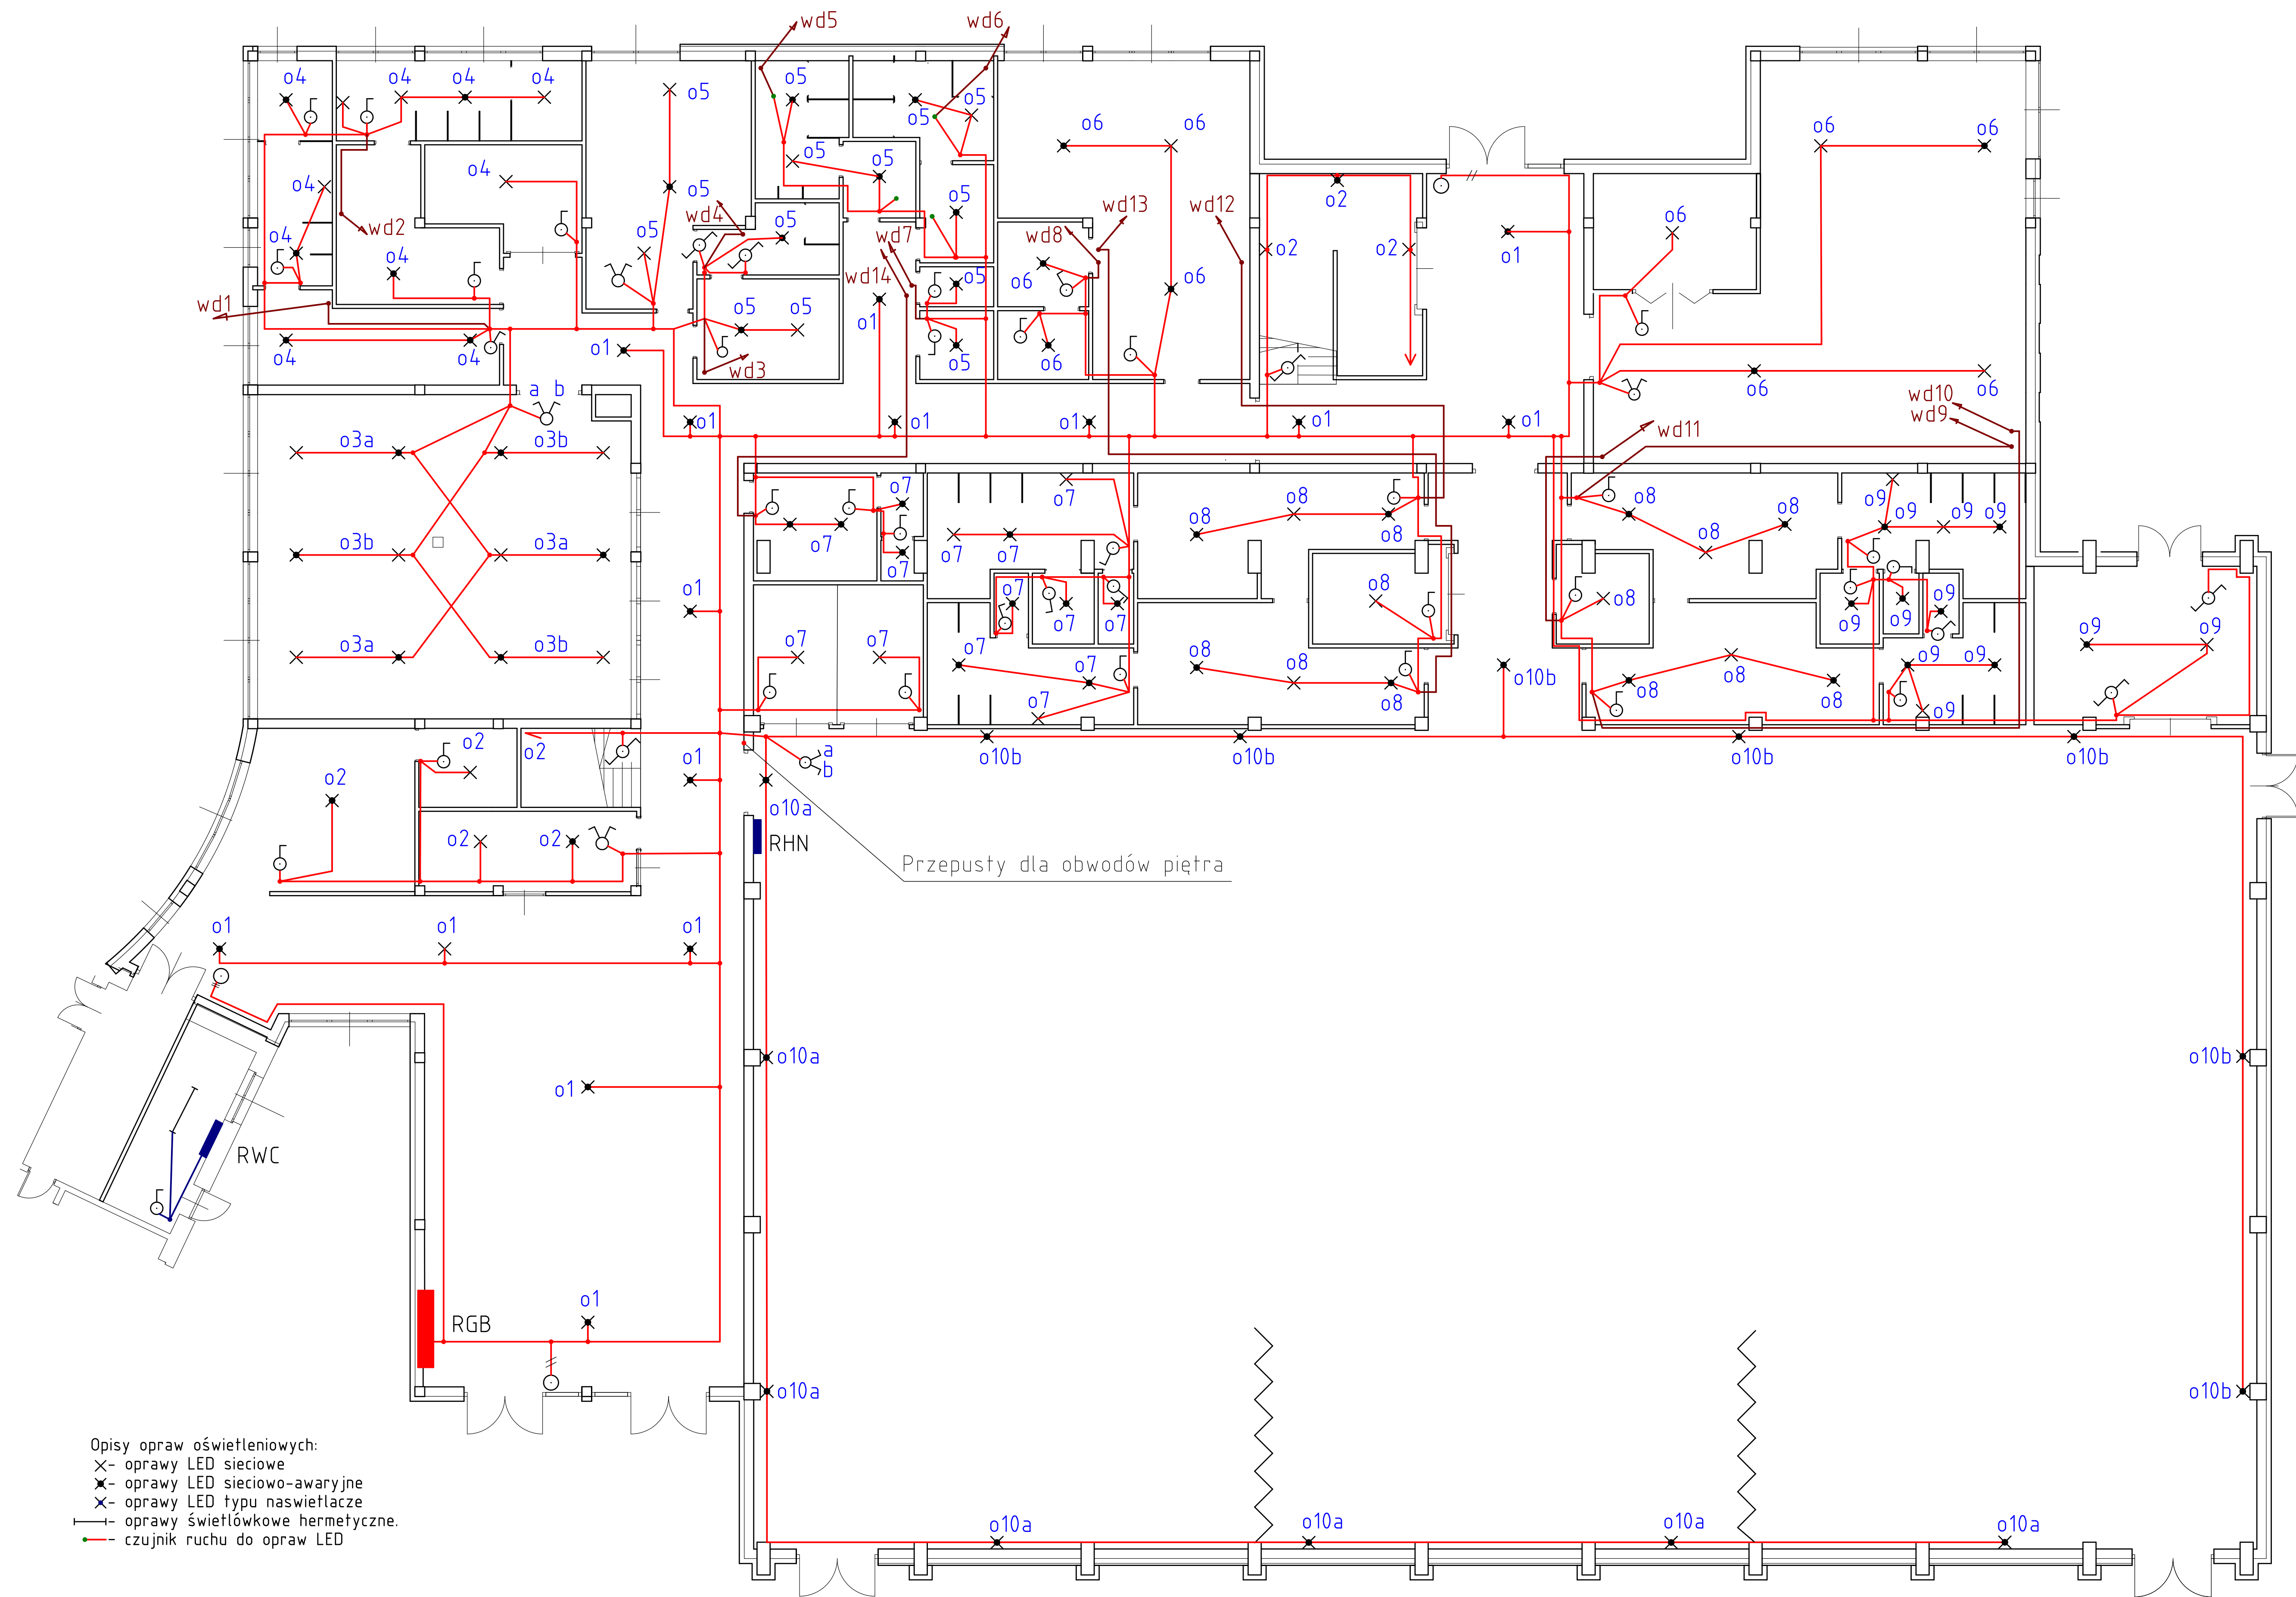 wd5 wd6
o4 o4 o4 o4 o5 o5 o5 o5
o6 o6 o6 o6
o4 o4 o5 o5 o5 o5 o2 o6
wd4 o5 wd13 wd12
o4 wd2 o5 wd7 wd8 o2 o2 o1
o4 wd14 o5 o6 o6
wd1 o5 o5 o1
o4 o4 o1 wd3 o5 o6 o6 o6
a b
wd10
wd9
o1 o1 o1 o1 o1 wd11
o3a o3b
o7 o7 o8 o8 o8 o9 o9 o9 o9
o3b o3a o7 o7 o7 o8 o8 o8
o7
o1 o7 o7 o7 o8 o8 o9 o9 o9
o3a o3b o7 o7 o7 o7 o8 o9 o9 o9 o9
o10b o8 o8 o8
o7 o8 o9
o2 o2 a
b
o10b o10b o10b o10b
o2 o1
o10a
o2 o2 RHN
Przepusty dla obwodów piętra
o1 o1 o1
o10a o10b
o1
RWC
o1
RGB
o10a o10b
Opisy opraw oświetleniowych:
- oprawy LED sieciowe
- oprawy LED sieciowo-awaryjne
- oprawy LED typu naswietlacze
- oprawy świetlówkowe hermetyczne.
- czujnik ruchu do opraw LED
o10a o10a o10a o10a